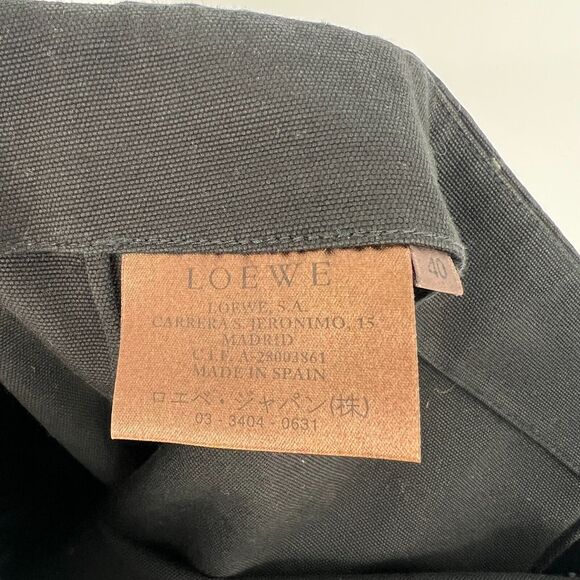 LOEWE
LOEWE, S.A.
CARRERA S. JERONIMO, 15
MADRID
C.I.F. A-28003861
MADE IN SPAIN
ロエベ・ジャパン(株)
03 - 3404 - 0631
40